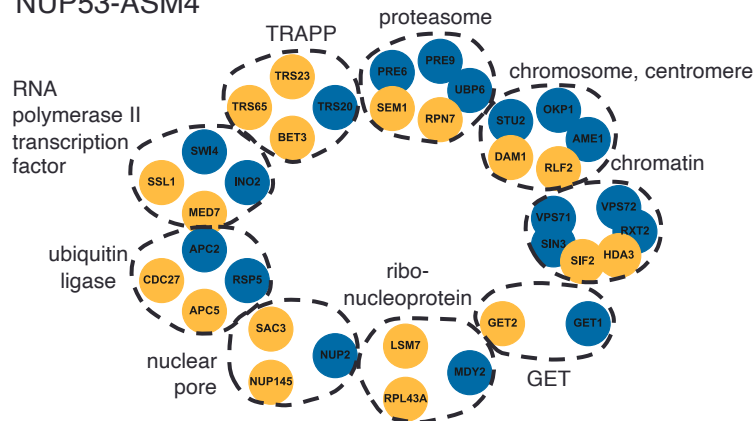 NUP53-ASM4
proteasome
TRAPP
PRE6
PRE9
UBP6
SEM1
RPN7
TRS23
TRS65
TRS20
BET3
chromosome, centromere
STU2
OKP1
AME1
DAM1
RLF2
RNA
polymerase II
transcription
factor
SWI4
SSL1
INO2
MED7
chromatin
VPS71
VPS72
RXT2
SIN3
SIF2
HDA3
ubiquitin
ligase
APC2
CDC27
RSP5
APC5
ribo-
nucleoprotein
LSM7
MDY2
RPL43A
GET2
GET1
GET
nuclear
pore
SAC3
NUP2
NUP145